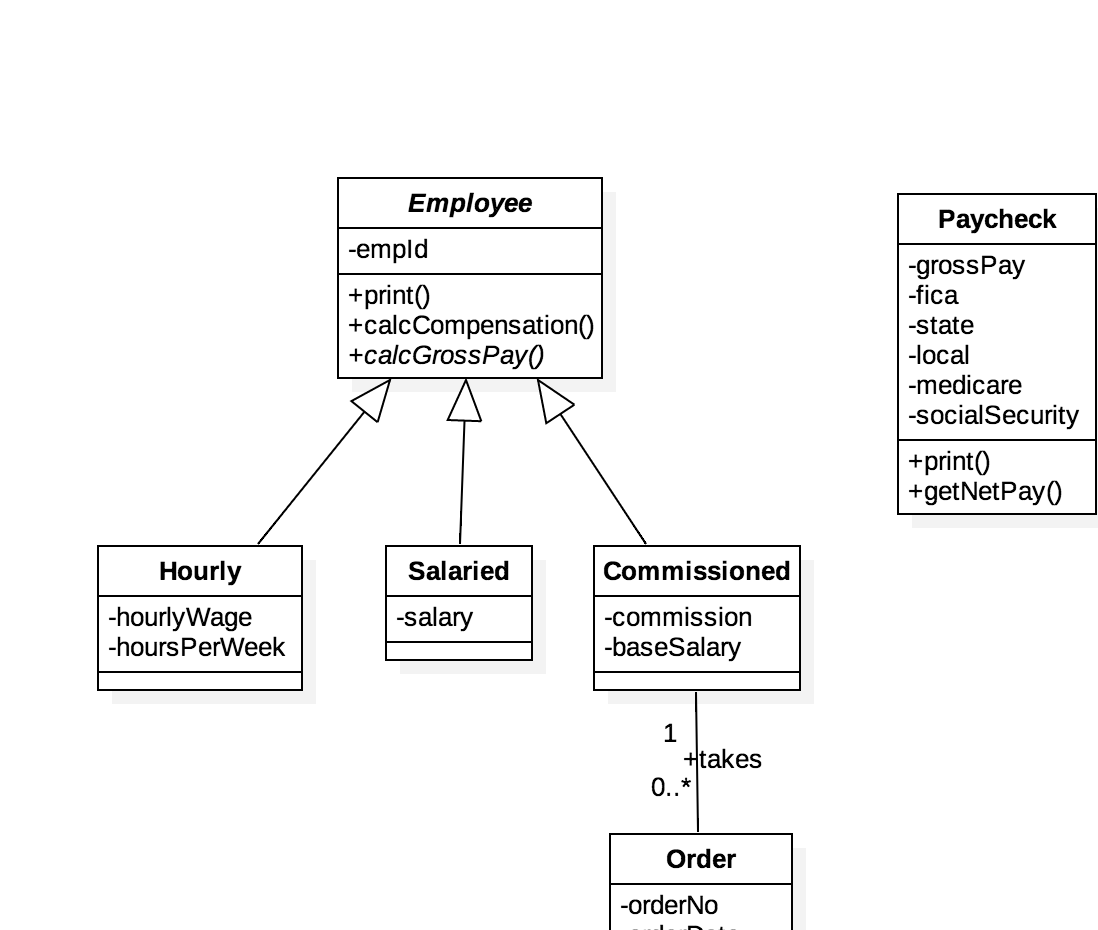 Employee
-empId
+print()
+calcCompensation()
+calcGrossPay()
Paycheck
-grossPay
-fica
-state
-local
-medicare
-socialSecurity
+print()
+getNetPay()
Hourly
-hourlyWage
-hoursPerWeek
Salaried
-salary
Commissioned
-commission
-baseSalary
1
+takes
0..*
Order
-orderNo